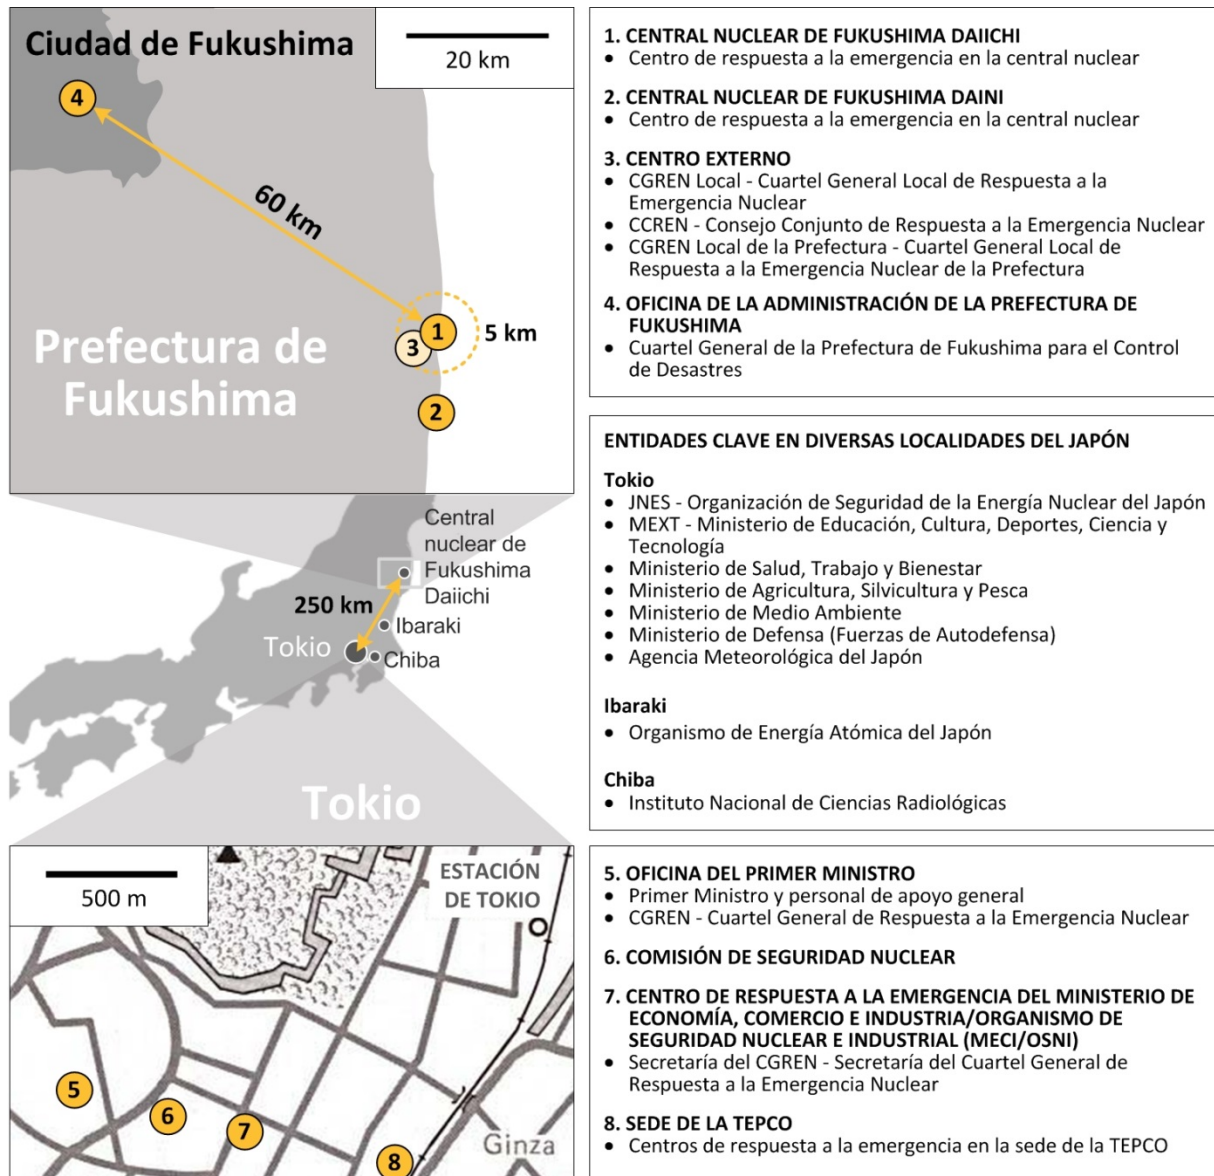 Ciudad de Fukushima
20 km
4
60 km
1
5 km
3
2
Prefectura de
Fukushima
Central
nuclear de
Fukushima
Daiichi
250 km
Ibaraki
Tokio
Chiba
Tokio
500 m
ESTACIÓN
DE TOKIO
5
6
7
8
Ginza
1. CENTRAL NUCLEAR DE FUKUSHIMA DAIICHI
• Centro de respuesta a la emergencia en la central nuclear
2. CENTRAL NUCLEAR DE FUKUSHIMA DAINI
• Centro de respuesta a la emergencia en la central nuclear
3. CENTRO EXTERNO
• CGREN Local - Cuartel General Local de Respuesta a la
Emergencia Nuclear
• CCREN - Consejo Conjunto de Respuesta a la Emergencia Nuclear
• CGREN Local de la Prefectura - Cuartel General Local de
Respuesta a la Emergencia Nuclear de la Prefectura
4. OFICINA DE LA ADMINISTRACIÓN DE LA PREFECTURA DE
FUKUSHIMA
• Cuartel General de la Prefectura de Fukushima para el Control
de Desastres
ENTIDADES CLAVE EN DIVERSAS LOCALIDADES DEL JAPÓN
Tokio
• JNES - Organización de Seguridad de la Energía Nuclear del Japón
• MEXT - Ministerio de Educación, Cultura, Deportes, Ciencia y
Tecnología
• Ministerio de Salud, Trabajo y Bienestar
• Ministerio de Agricultura, Silvicultura y Pesca
• Ministerio de Medio Ambiente
• Ministerio de Defensa (Fuerzas de Autodefensa)
• Agencia Meteorológica del Japón
Ibaraki
• Organismo de Energía Atómica del Japón
Chiba
• Instituto Nacional de Ciencias Radiológicas
5. OFICINA DEL PRIMER MINISTRO
• Primer Ministro y personal de apoyo general
• CGREN - Cuartel General de Respuesta a la Emergencia Nuclear
6. COMISIÓN DE SEGURIDAD NUCLEAR
7. CENTRO DE RESPUESTA A LA EMERGENCIA DEL MINISTERIO DE
ECONOMÍA, COMERCIO E INDUSTRIA/ORGANISMO DE
SEGURIDAD NUCLEAR E INDUSTRIAL (MECI/OSNI)
• Secretaría del CGREN - Secretaría del Cuartel General de
Respuesta a la Emergencia Nuclear
8. SEDE DE LA TEPCO
• Centros de respuesta a la emergencia en la sede de la TEPCO